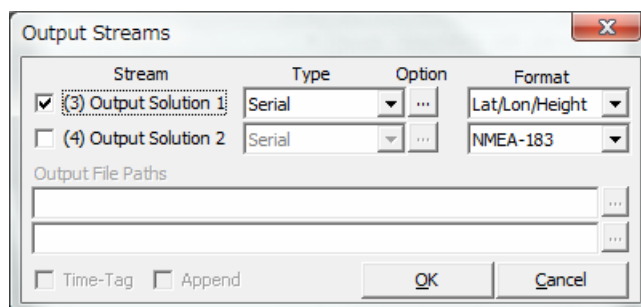 Output Streams
Stream Type Option Format
(3) Output Solution 1 Serial ... Lat/Lon/Height
(4) Output Solution 2 Serial ... NMEA-183
Output File Paths
...
...
Time-Tag Append OK Cancel